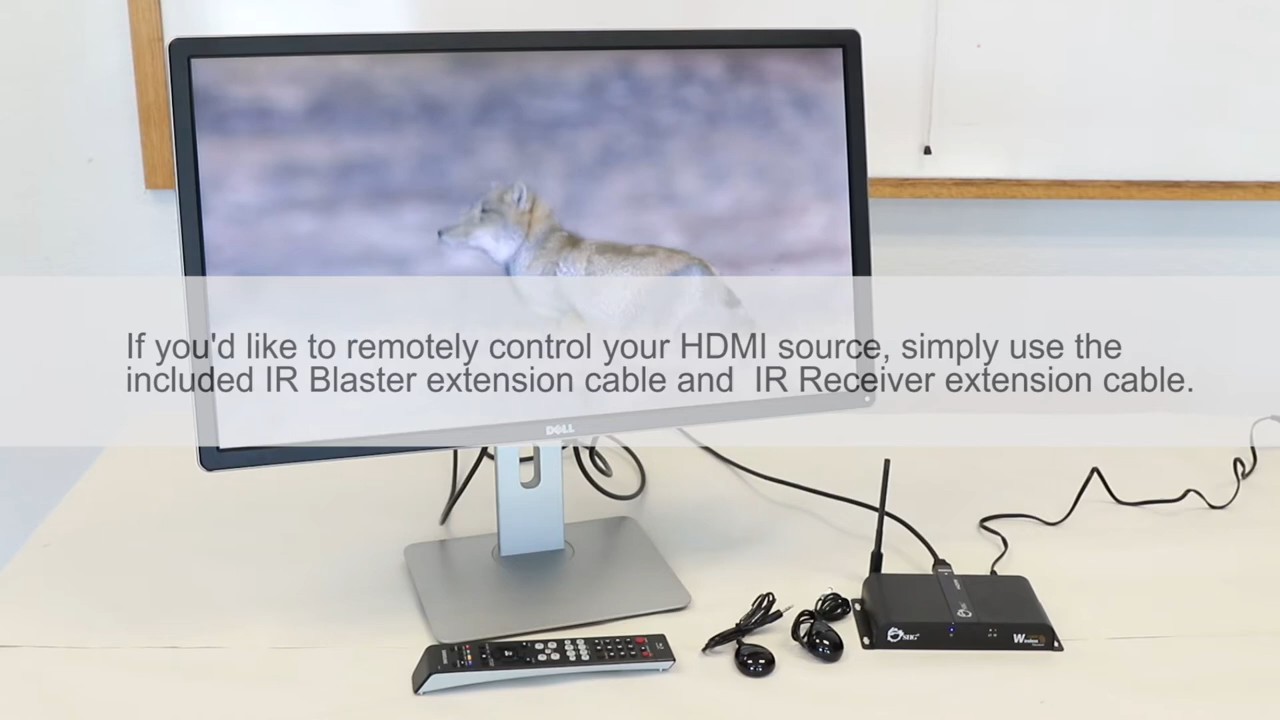 If you'd like to remotely control your HDMI source, simply use the
included IR Blaster extension cable and  IR Receiver extension cable.
DELL
SIIG